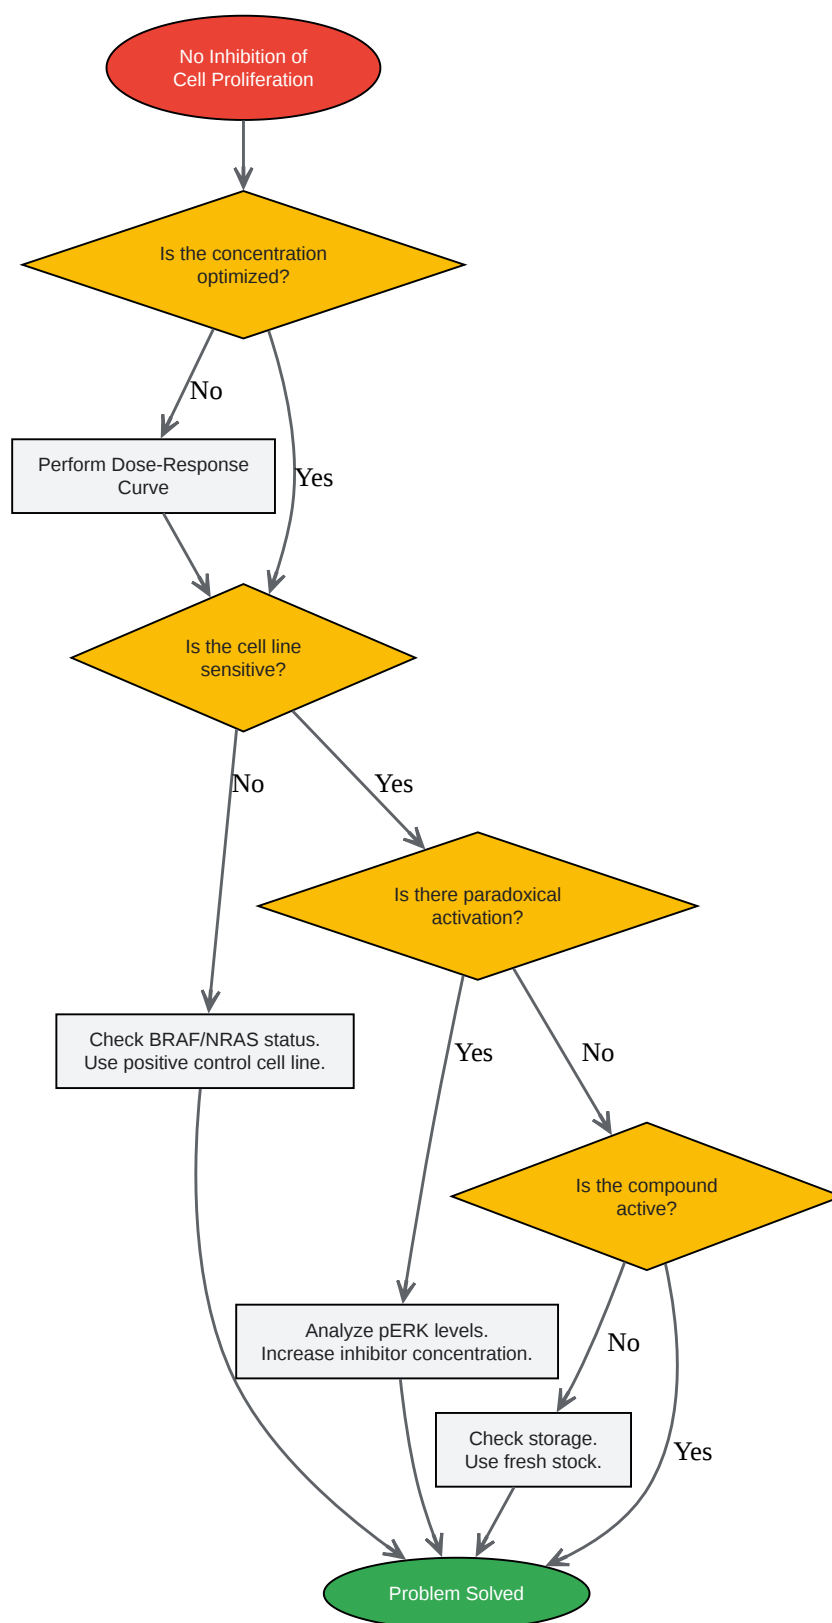 No Inhibition of
Cell Proliferation
Is the concentration
optimized?
No
Perform Dose-Response
Curve
Yes
Is the cell line
sensitive?
No
Yes
Is there paradoxical
activation?
Check BRAF/NRAS status.
Use positive control cell line.
Yes
No
Is the compound
active?
Analyze pERK levels.
Increase inhibitor concentration.
No
Check storage.
Use fresh stock.
Yes
Problem Solved